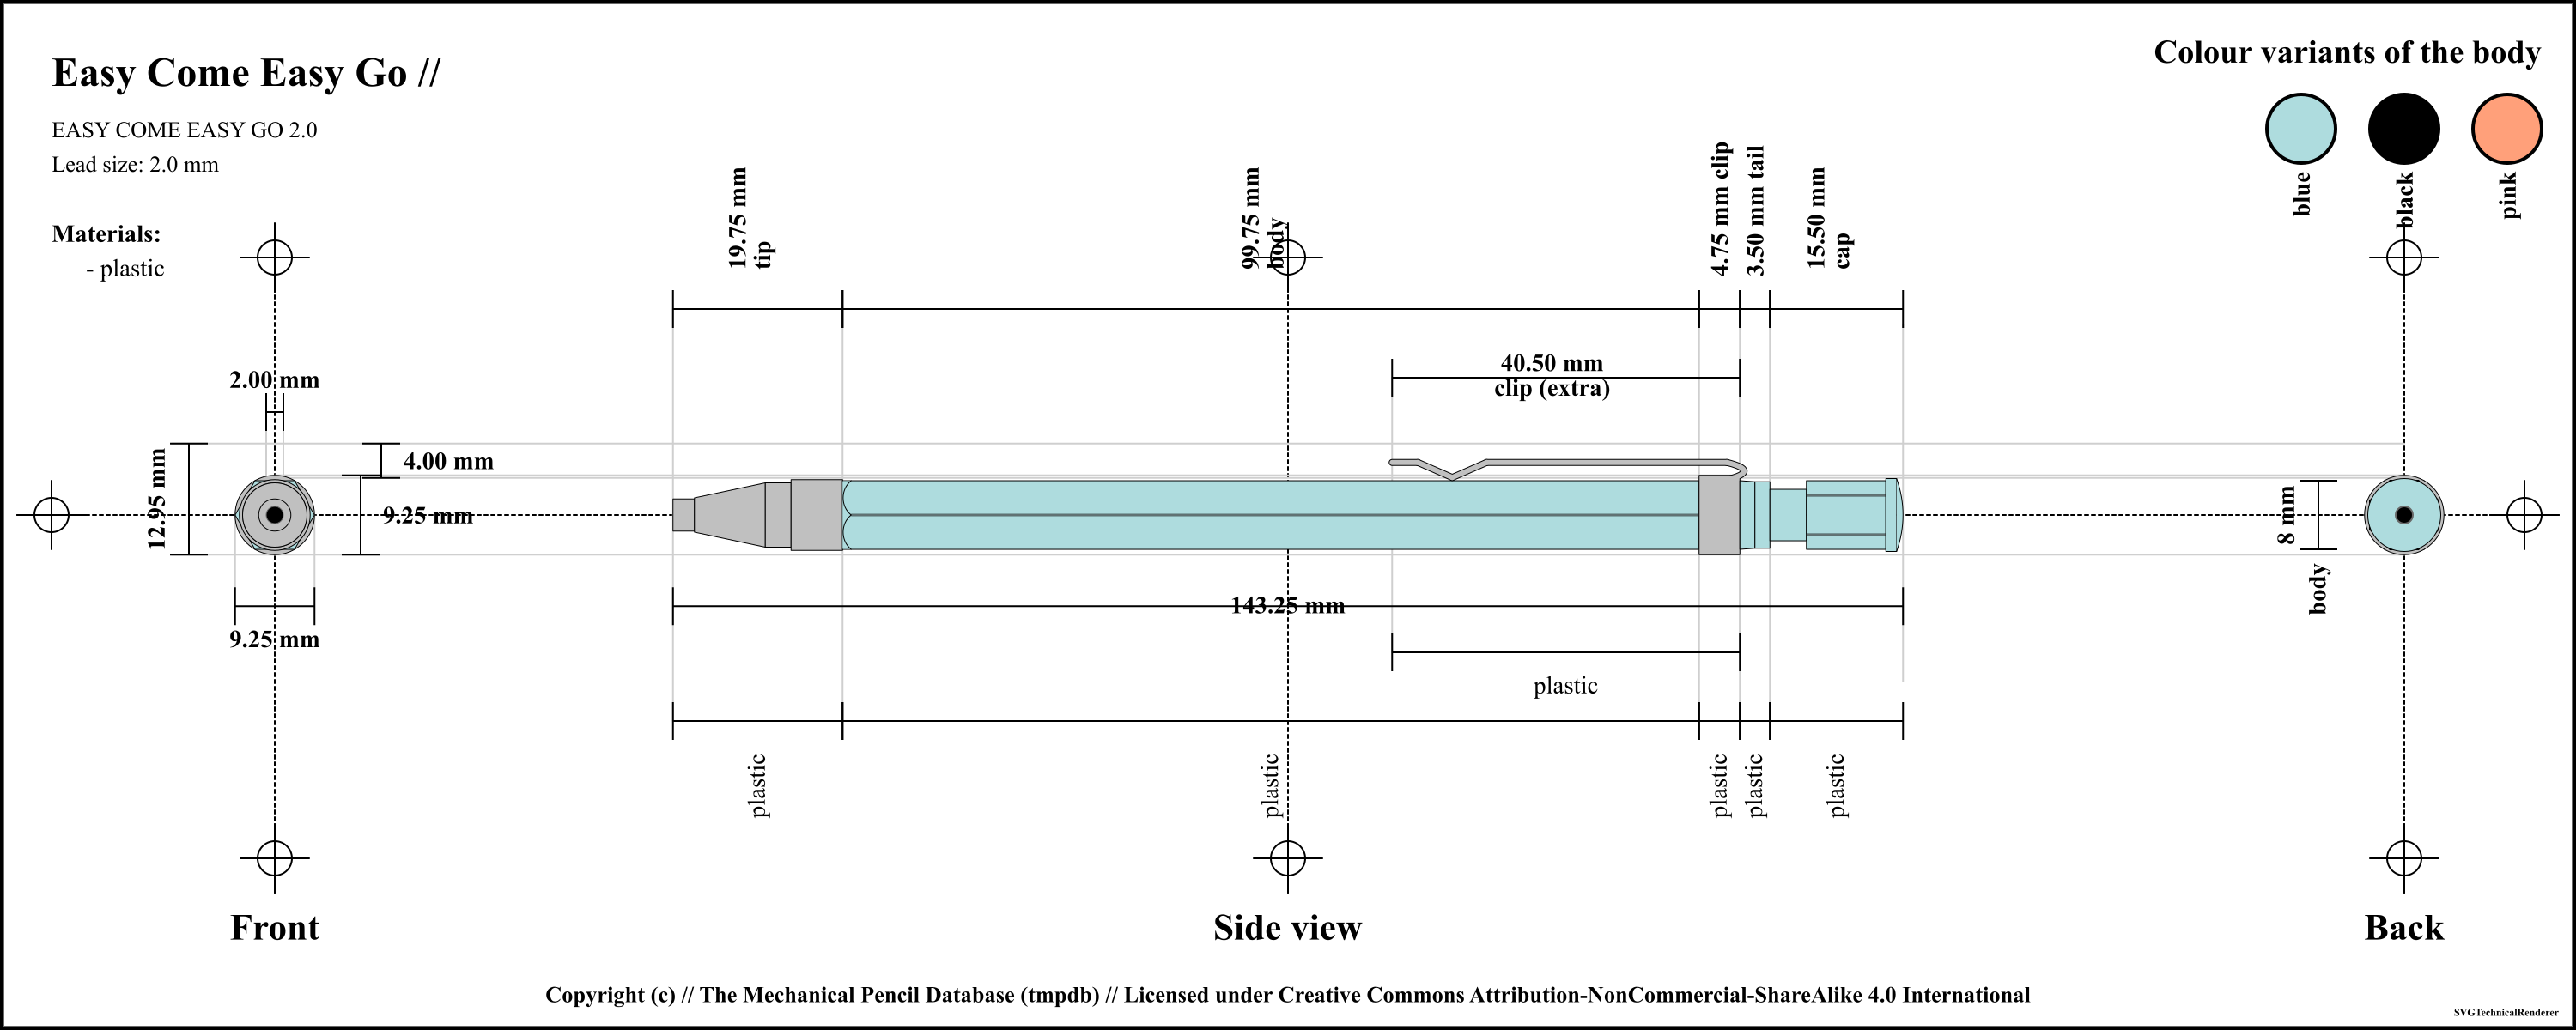 Easy Come Easy Go //
EASY COME EASY GO 2.0
Lead size: 2.0 mm
Materials:
- plastic
Colour variants of the body
blue
black
pink
19.75 mm
tip
99.75 mm
body
4.75 mm clip
3.50 mm tail
15.50 mm
cap
40.50 mm
clip (extra)
2.00 mm
12.95 mm
4.00 mm
9.25 mm
9.25 mm
8 mm
body
143.25 mm
plastic
plastic
plastic
plastic
plastic
plastic
Front
Side view
Back
Copyright (c) // The Mechanical Pencil Database (tmpdb) // Licensed under Creative Commons Attribution-NonCommercial-ShareAlike 4.0 International
SVGTechnicalRenderer